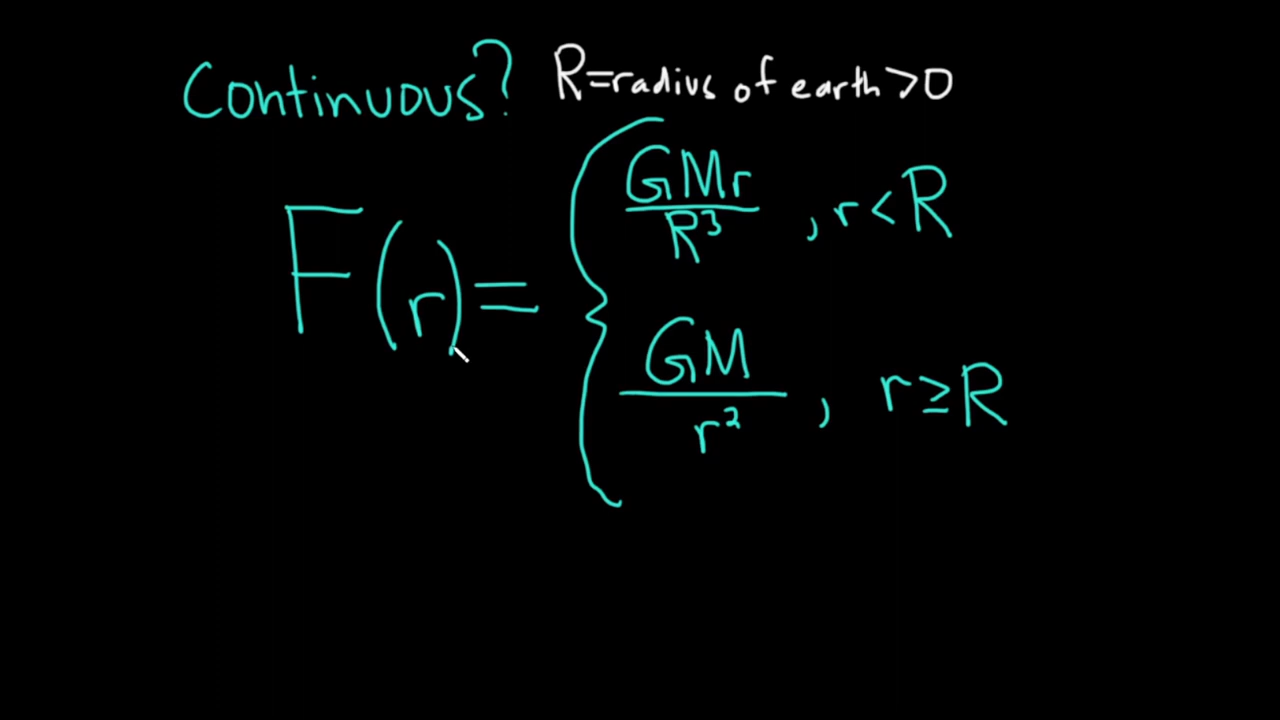 Continuous? R=radius of earth >0
F(r)= { GMr/R³ , r<R
GM/r² , r≥R